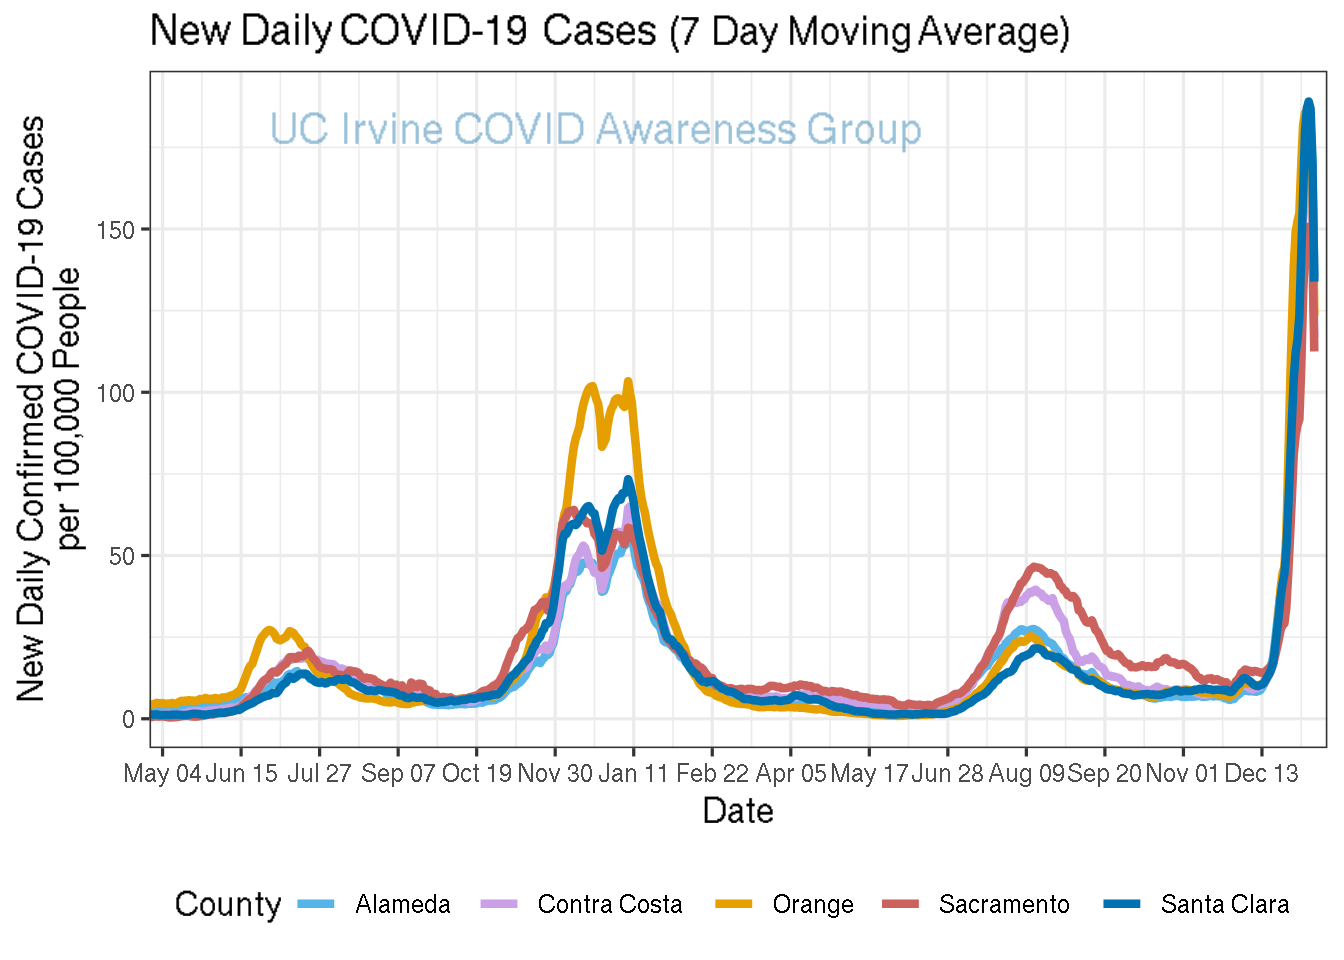 New Daily COVID-19 Cases (7 Day Moving Average)
UC Irvine COVID Awareness Group
New Daily Confirmed COVID-19 Cases
per 100,000 People
150
100
50
0
May 04 Jun 15 Jul 27 Sep 07 Oct 19 Nov 30 Jan 11 Feb 22 Apr 05 May 17 Jun 28 Aug 09 Sep 20 Nov 01 Dec 13
Date
County Alameda Contra Costa Orange Sacramento Santa Clara